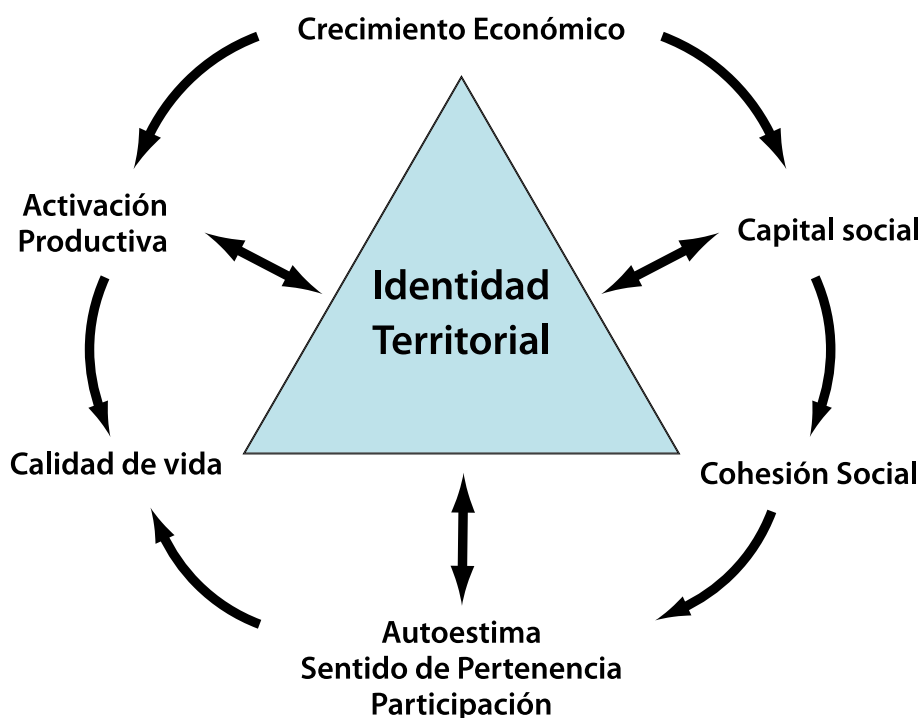 Crecimiento Económico
Activación
Productiva
Capital social
Identidad
Territorial
Calidad de vida
Cohesión Social
Autoestima
Sentido de Pertenencia
Participación